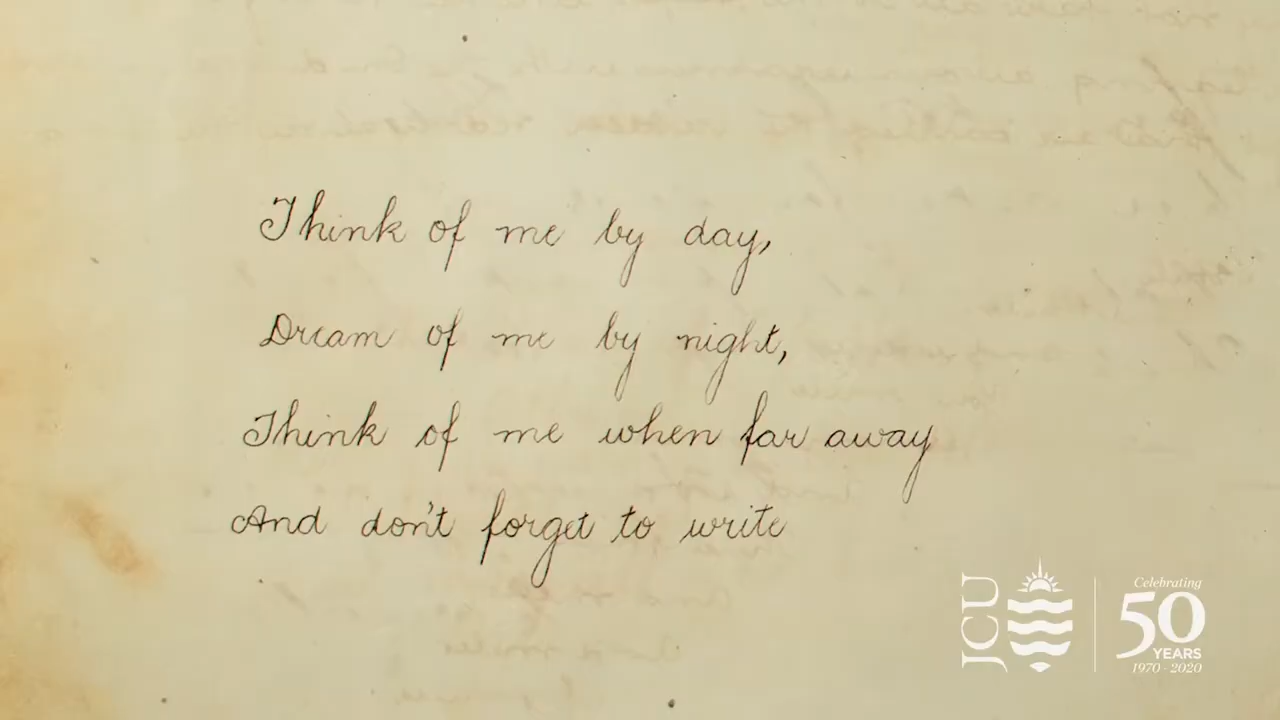 Think of me by day,
Dream of me by night,
Think of me when far away
And don't forget to write
JCU
Celebrating
50
YEARS
1970 - 2020